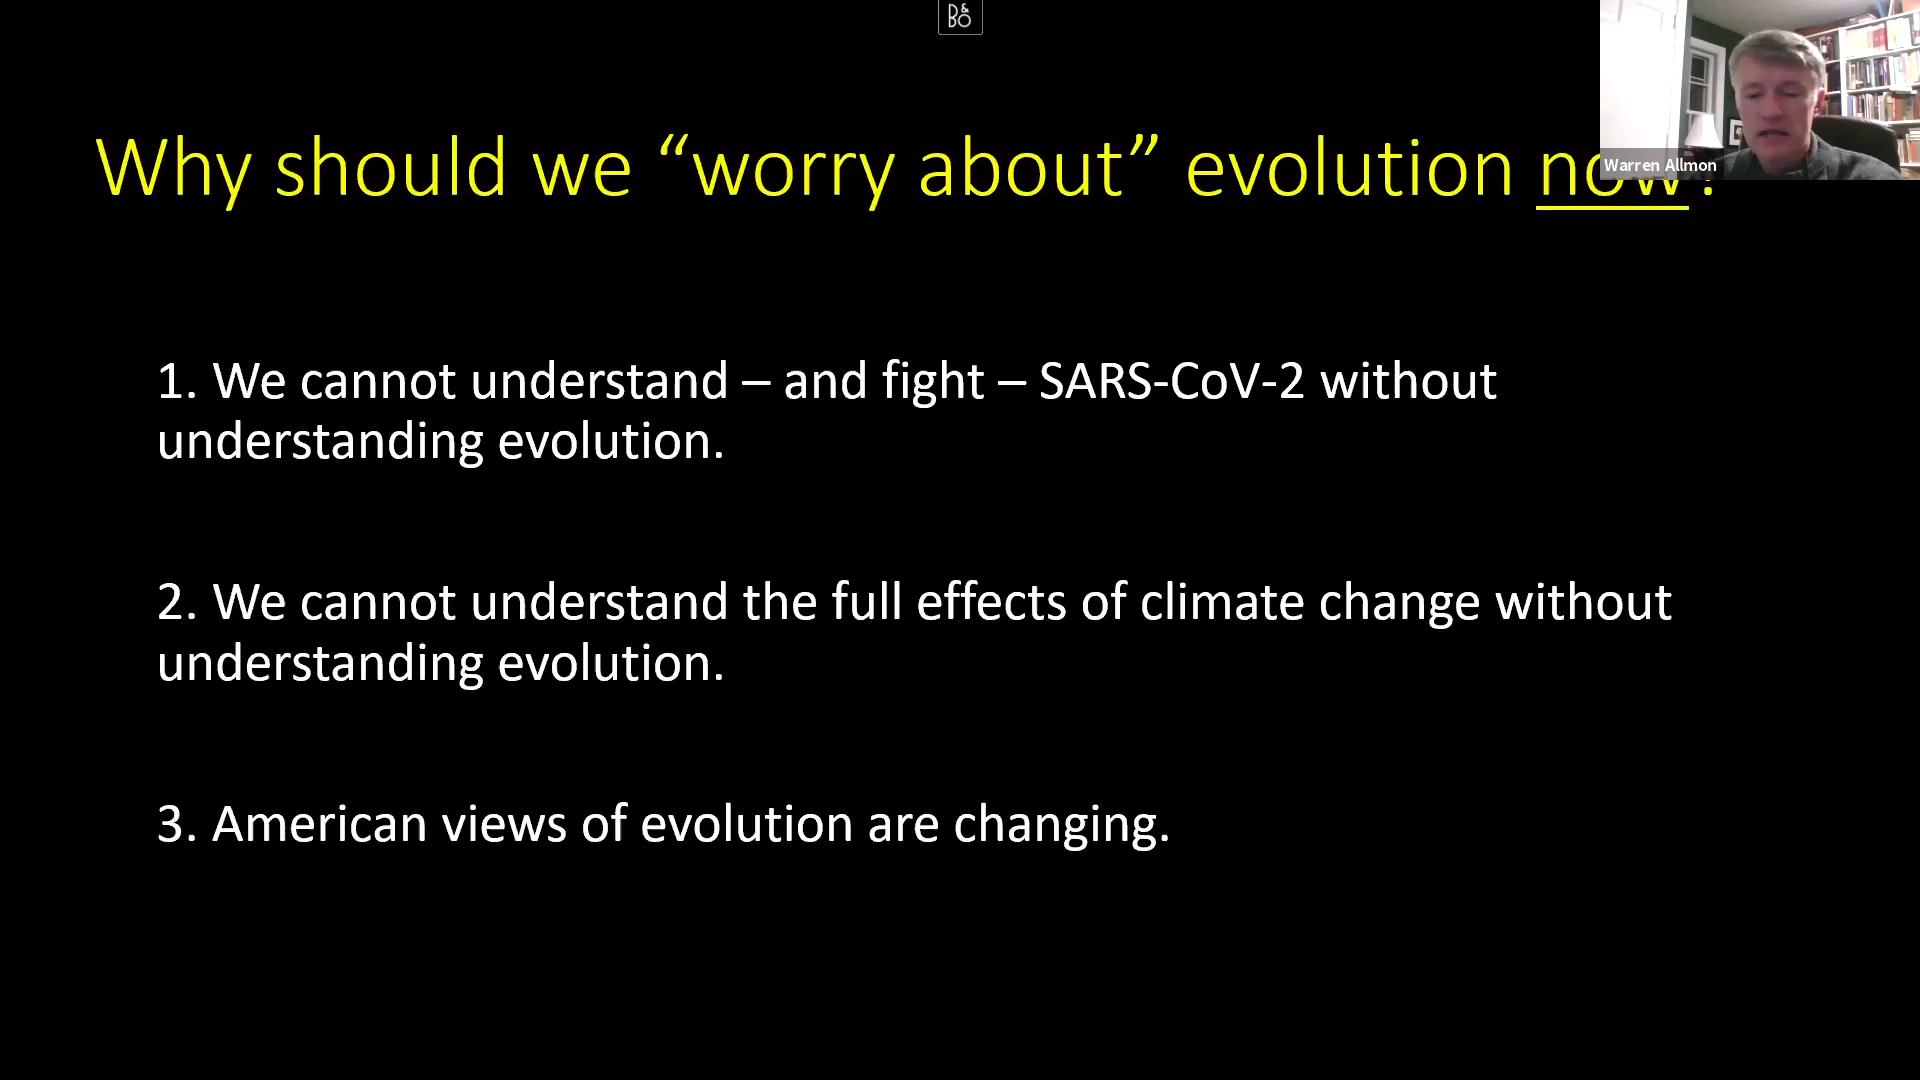 B&O
Why should we “worry about” evolution now?
Warren Allmon
1. We cannot understand – and fight – SARS-CoV-2 without
understanding evolution.
2. We cannot understand the full effects of climate change without
understanding evolution.
3. American views of evolution are changing.